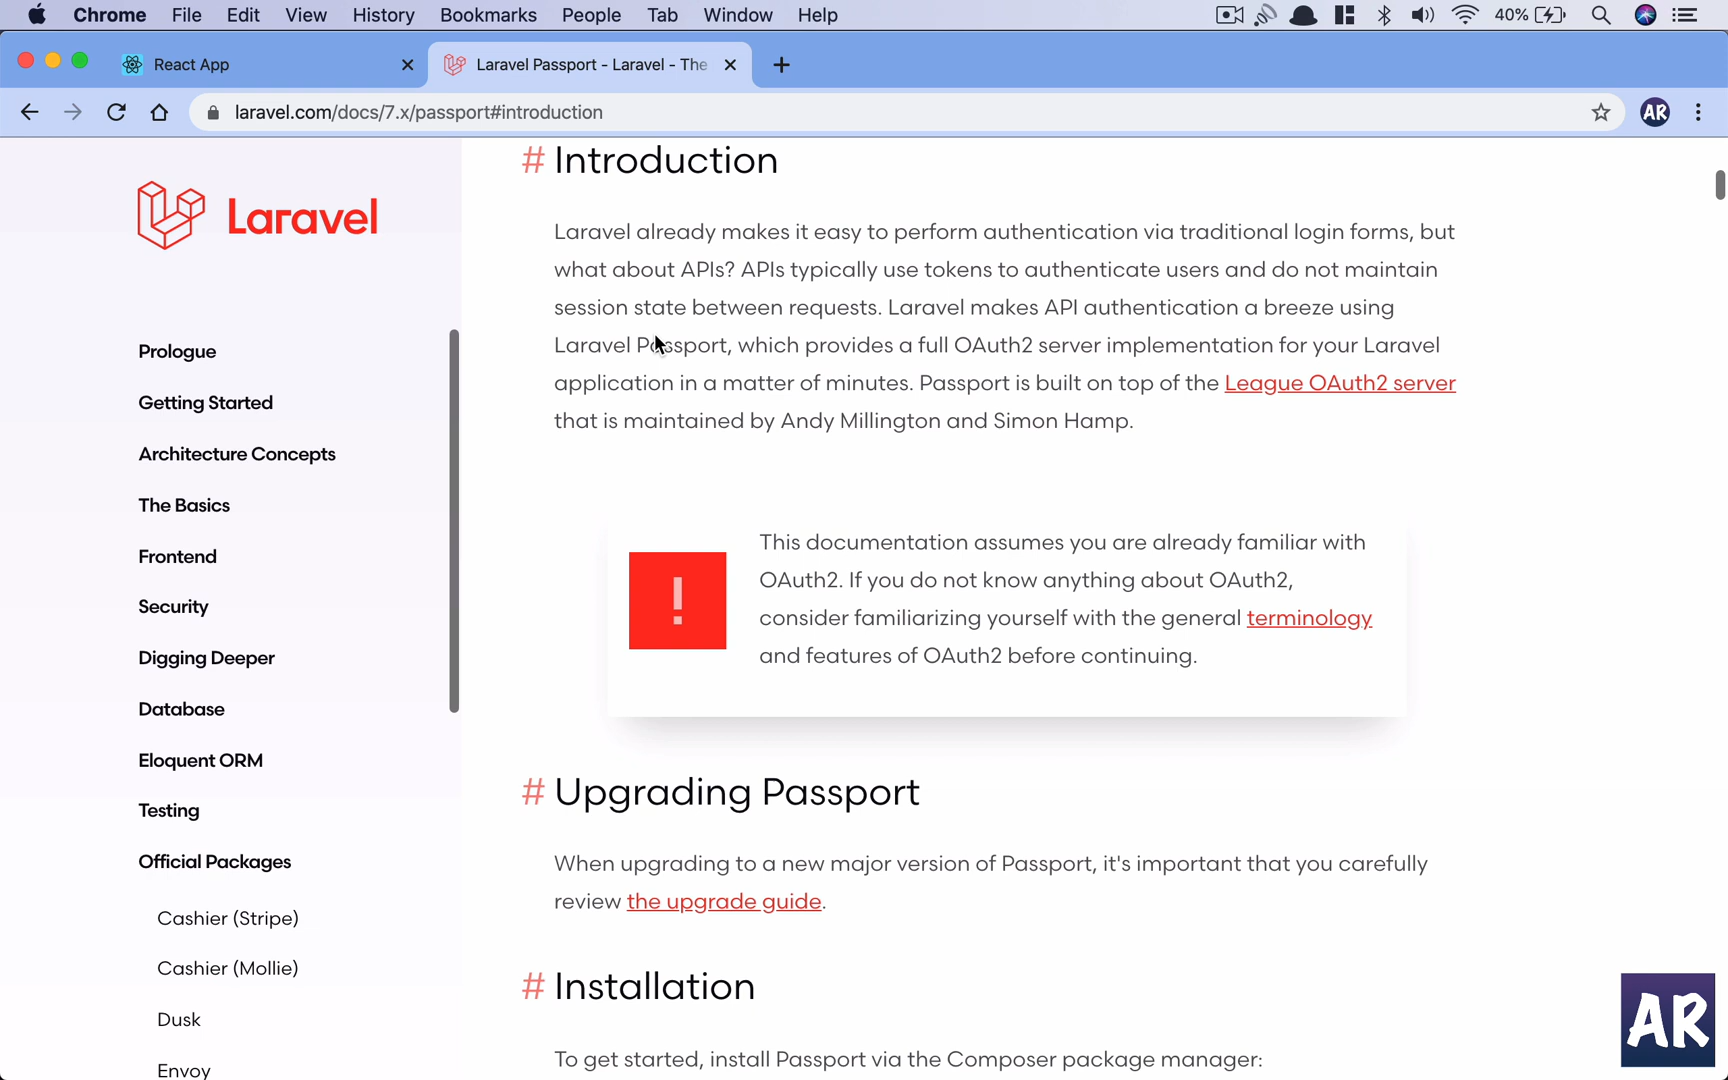 Chrome File Edit View History Bookmarks People Tab Window Help 40%
React App
Laravel Passport - Laravel - The
laravel.com/docs/7.x/passport#introduction
AR
Laravel
Prologue
Getting Started
Architecture Concepts
The Basics
Frontend
Security
Digging Deeper
Database
Eloquent ORM
Testing
Official Packages
Cashier (Stripe)
Cashier (Mollie)
Dusk
Envoy
# Introduction
Laravel already makes it easy to perform authentication via traditional login forms, but
what about APIs? APIs typically use tokens to authenticate users and do not maintain
session state between requests. Laravel makes API authentication a breeze using
Laravel Passport, which provides a full OAuth2 server implementation for your Laravel
application in a matter of minutes. Passport is built on top of the League OAuth2 server
that is maintained by Andy Millington and Simon Hamp.
!
This documentation assumes you are already familiar with
OAuth2. If you do not know anything about OAuth2,
consider familiarizing yourself with the general terminology
and features of OAuth2 before continuing.
# Upgrading Passport
When upgrading to a new major version of Passport, it's important that you carefully
review the upgrade guide.
# Installation
To get started, install Passport via the Composer package manager:
AR